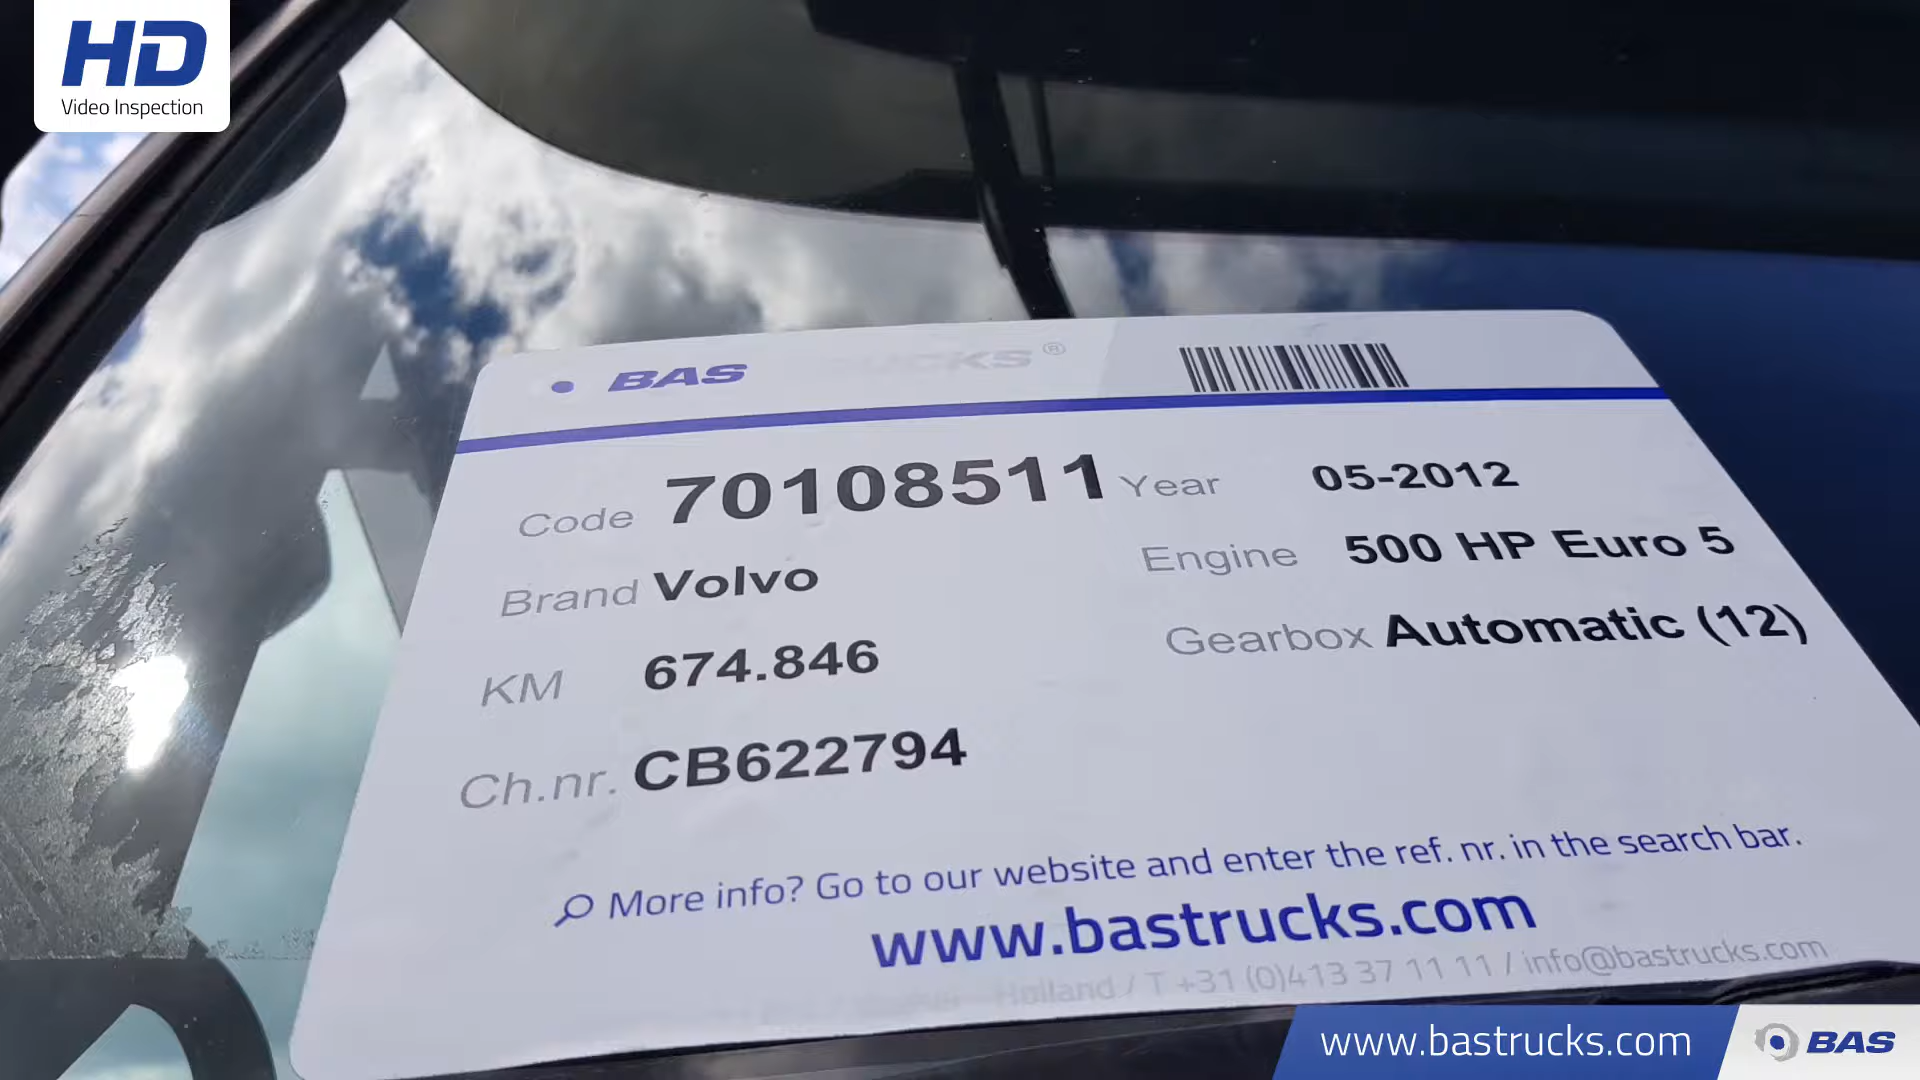 HD
Video Inspection
BAS TRUCKS®
Code 70108511 Year 05-2012
Brand Volvo Engine 500 HP Euro 5
KM 674.846 Gearbox Automatic (12)
Ch.nr. CB622794
More info? Go to our website and enter the ref. nr. in the search bar.
www.bastrucks.com
Holland / T +31 (0)413 37 11 11 / info@bastrucks.com
www.bastrucks.com BAS